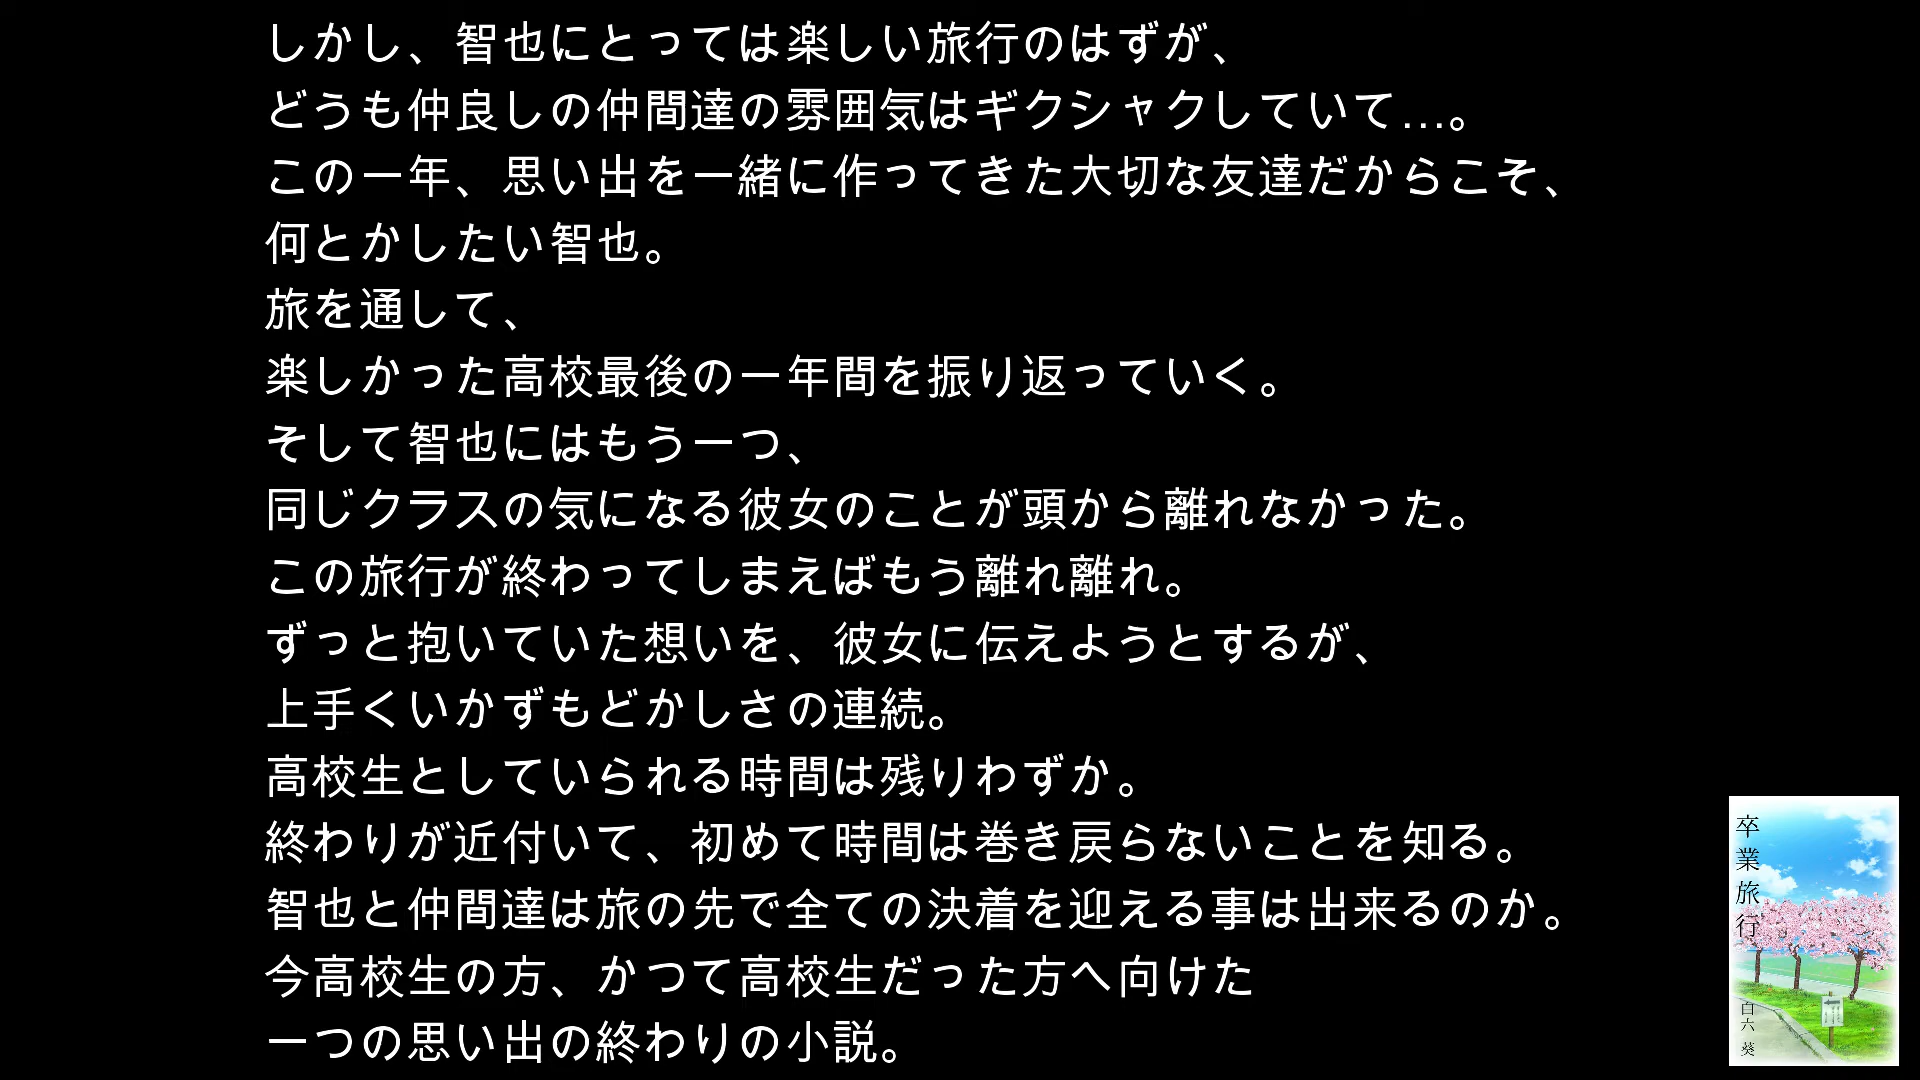 しかし、智也にとっては楽しい旅行のはずが、
どうも仲良しの仲間達の雰囲気はギクシャクしていて…。
この一年、思い出を一緒に作ってきた大切な友達だからこそ、
何とかしたい智也。
旅を通して、
楽しかった高校最後の一年間を振り返っていく。
そして智也にはもう一つ、
同じクラスの気になる彼女のことが頭から離れなかった。
この旅行が終わってしまえばもう離れ離れ。
ずっと抱いていた想いを、彼女に伝えようとするが、
上手くいかずもどかしさの連続。
高校生としていられる時間は残りわずか。
終わりが近付いて、初めて時間は巻き戻らないことを知る。
智也と仲間達は旅の先で全ての決着を迎える事は出来るのか。
今高校生の方、かつて高校生だった方へ向けた
一つの思い出の終わりの小説。
卒業旅行
白六 葵